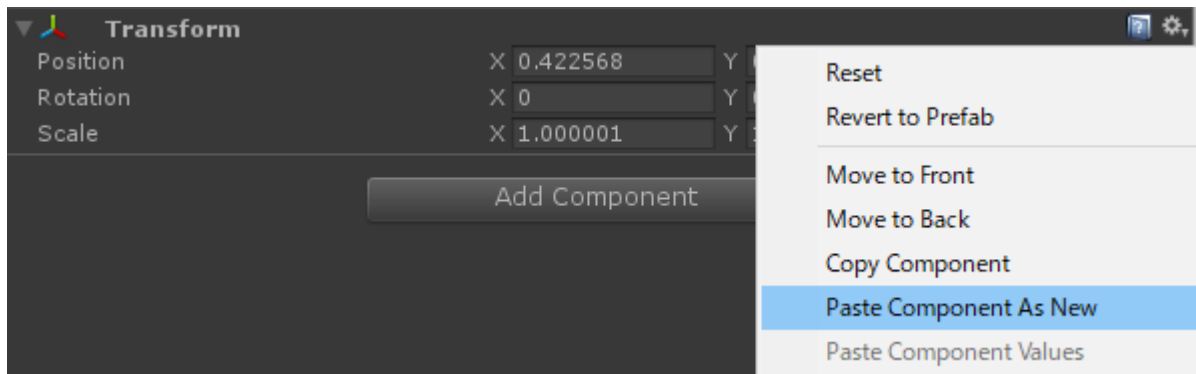 Transform
Position X 0.422568 Y
Rotation X 0 Y
Scale X 1.000001 Y
Add Component
Reset
Revert to Prefab
Move to Front
Move to Back
Copy Component
Paste Component As New
Paste Component Values